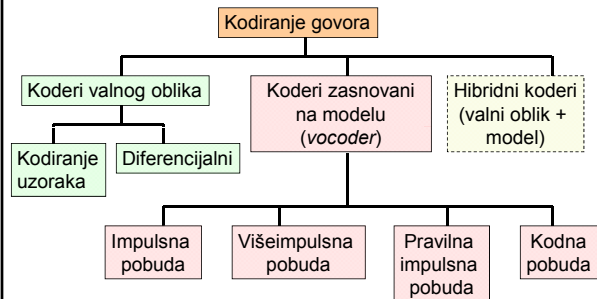 Kodiranje govora
Koderi valnog oblika
Koderi zasnovani
na modelu
(vocoder)
Hibridni koderi
(valni oblik +
model)
Kodiranje
uzoraka
Diferencijalni
Impulsna
pobuda
Višeimpulsna
pobuda
Pravilna
impulsna
pobuda
Kodna
pobuda